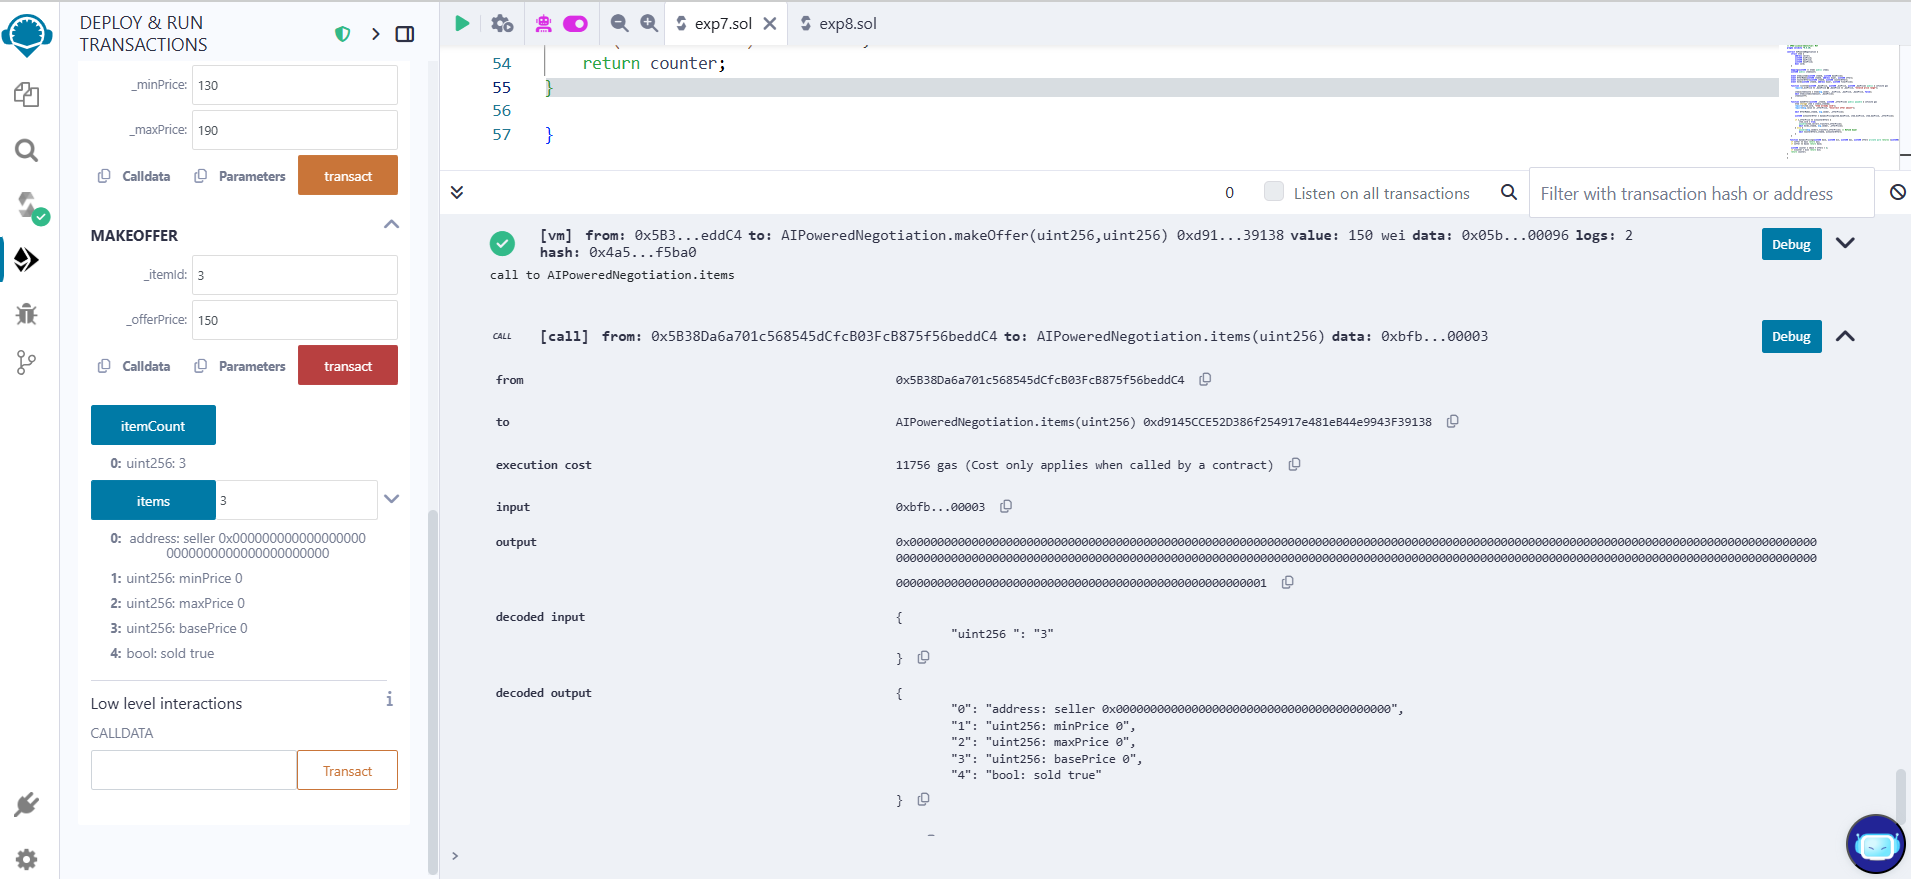 DEPLOY & RUN
TRANSACTIONS
_minPrice: 130
_maxPrice: 190
Calldata Parameters transact
MAKEOFFER
_itemId: 3
_offerPrice: 150
Calldata Parameters transact
itemCount
0: uint256: 3
items 3
0: address: seller 0x000000000000000000
0000000000000000000000
1: uint256: minPrice 0
2: uint256: maxPrice 0
3: uint256: basePrice 0
4: bool: sold true
Low level interactions i
CALLDATA
Transact
exp7.sol exp8.sol
54 return counter;
55 }
56
57 }
0 Listen on all transactions Filter with transaction hash or address
[vm] from: 0x5B3...eddC4 to: AIPoweredNegotiation.makeOffer(uint256,uint256) 0xd91...39138 value: 150 wei data: 0x05b...00096 logs: 2
hash: 0x4a5...f5ba0
Debug
call to AIPoweredNegotiation.items
CALL [call] from: 0x5B38Da6a701c568545dCfcB03FcB875f56beddC4 to: AIPoweredNegotiation.items(uint256) data: 0xbfb...00003 Debug
from 0x5B38Da6a701c568545dCfcB03FcB875f56beddC4
to AIPoweredNegotiation.items(uint256) 0xd9145CCE52D386f254917e481eB44e9943F39138
execution cost 11756 gas (Cost only applies when called by a contract)
input 0xbfb...00003
output
decoded input {
"uint256 ": "3"
}
decoded output {
"0": "address: seller 0x0000000000000000000000000000000000000000",
"1": "uint256: minPrice 0",
"2": "uint256: maxPrice 0",
"3": "uint256: basePrice 0",
"4": "bool: sold true"
}
>